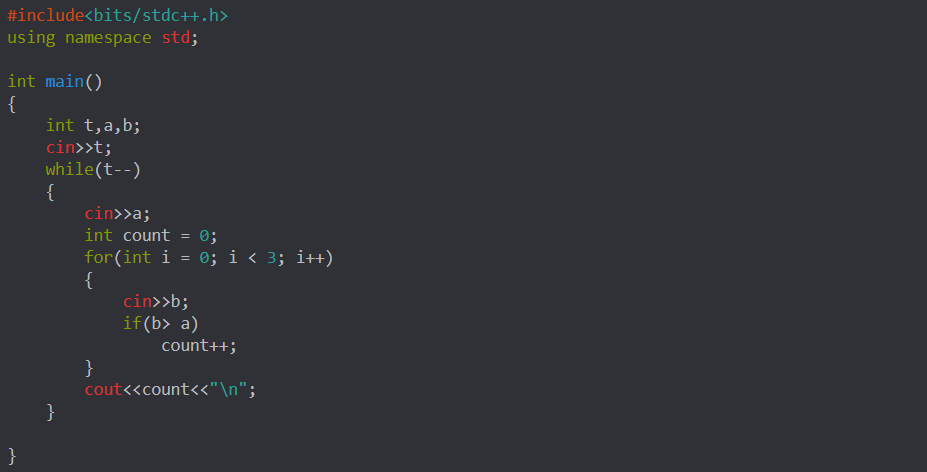 #include<bits/stdc++.h>
using namespace std;
int main()
{
int t,a,b;
cin>>t;
while(t--)
{
cin>>a;
int count = 0;
for(int i = 0; i < 3; i++)
{
cin>>b;
if(b> a)
count++;
}
cout<<count<<"\n";
}
}